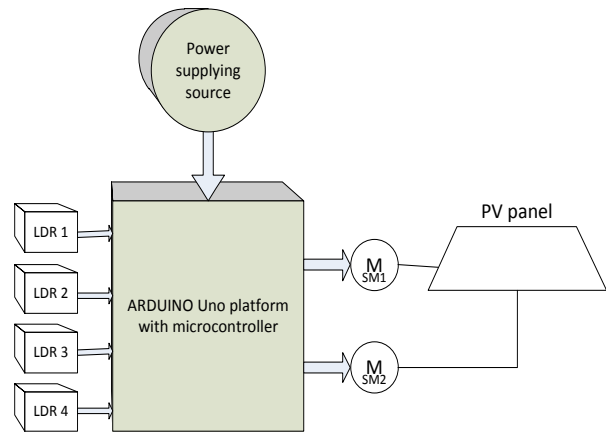 Power
supplying
source
LDR 1
LDR 2
LDR 3
LDR 4
ARDUINO Uno platform
with microcontroller
M
SM1
M
SM2
PV panel